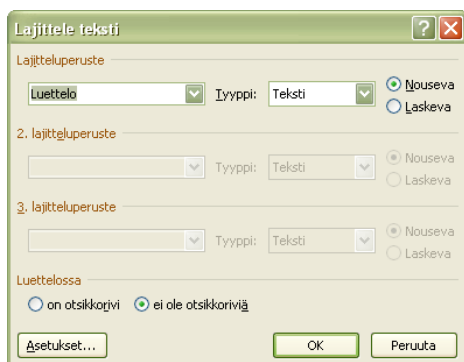 Lajittele teksti
Lajitteluperuste
Luettelo Tyyppi: Teksti Nouseva
Laskeva
2. lajitteluperuste
Tyyppi: Teksti Nouseva
Laskeva
3. lajitteluperuste
Tyyppi: Teksti Nouseva
Laskeva
Luettelossa
on otsikkorivi ei ole otsikkoriviä
Asetukset... OK Peruuta